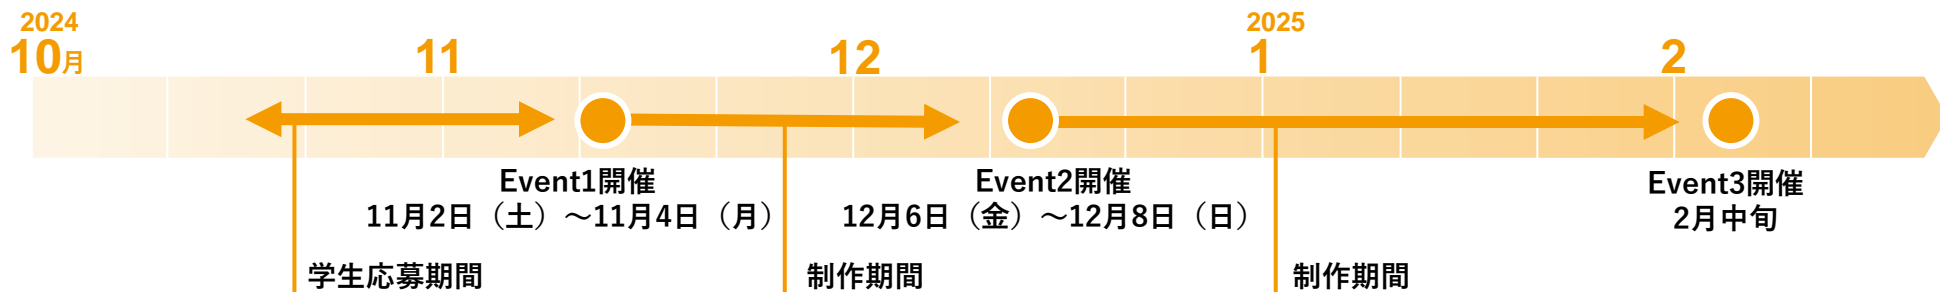 2024
10月
11
12
2025
1
2
Event1開催
11月2日（土）～11月4日（月）
Event2開催
12月6日（金）～12月8日（日）
Event3開催
2月中旬
学生応募期間
制作期間
制作期間